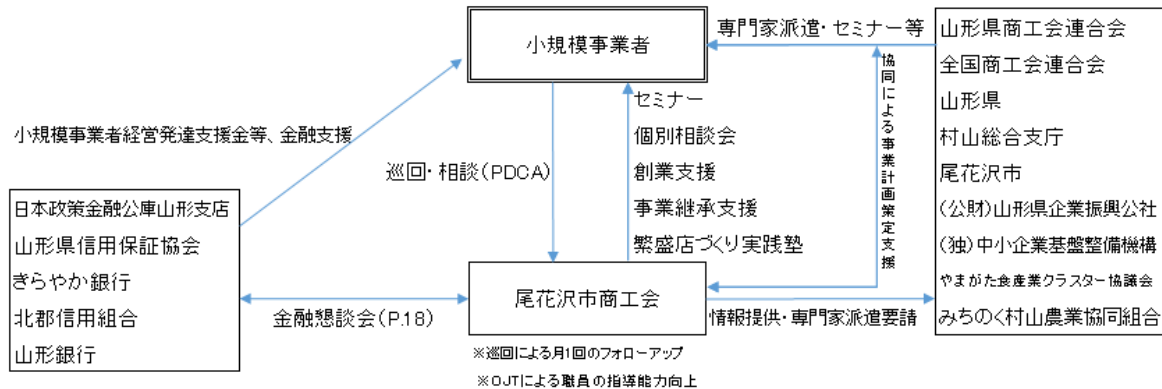 小規模事業者
専門家派遣・セミナー等
山形県商工会連合会
全国商工会連合会
山形県
村山総合支庁
尾花沢市
(公財)山形県企業振興公社
(独)中小企業基盤整備機構
やまがた食産業クラスター協議会
みちのく村山農業協同組合
協同による事業計画策定支援
セミナー
個別相談会
創業支援
事業継承支援
繁盛店づくり実践塾
巡回・相談(PDCA)
小規模事業者経営発達支援金等、金融支援
日本政策金融公庫山形支店
山形県信用保証協会
きらやか銀行
北郡信用組合
山形銀行
金融懇談会(P.18)
尾花沢市商工会
情報提供・専門家派遣要請
※巡回による月1回のフォローアップ
※OJTによる職員の指導能力向上